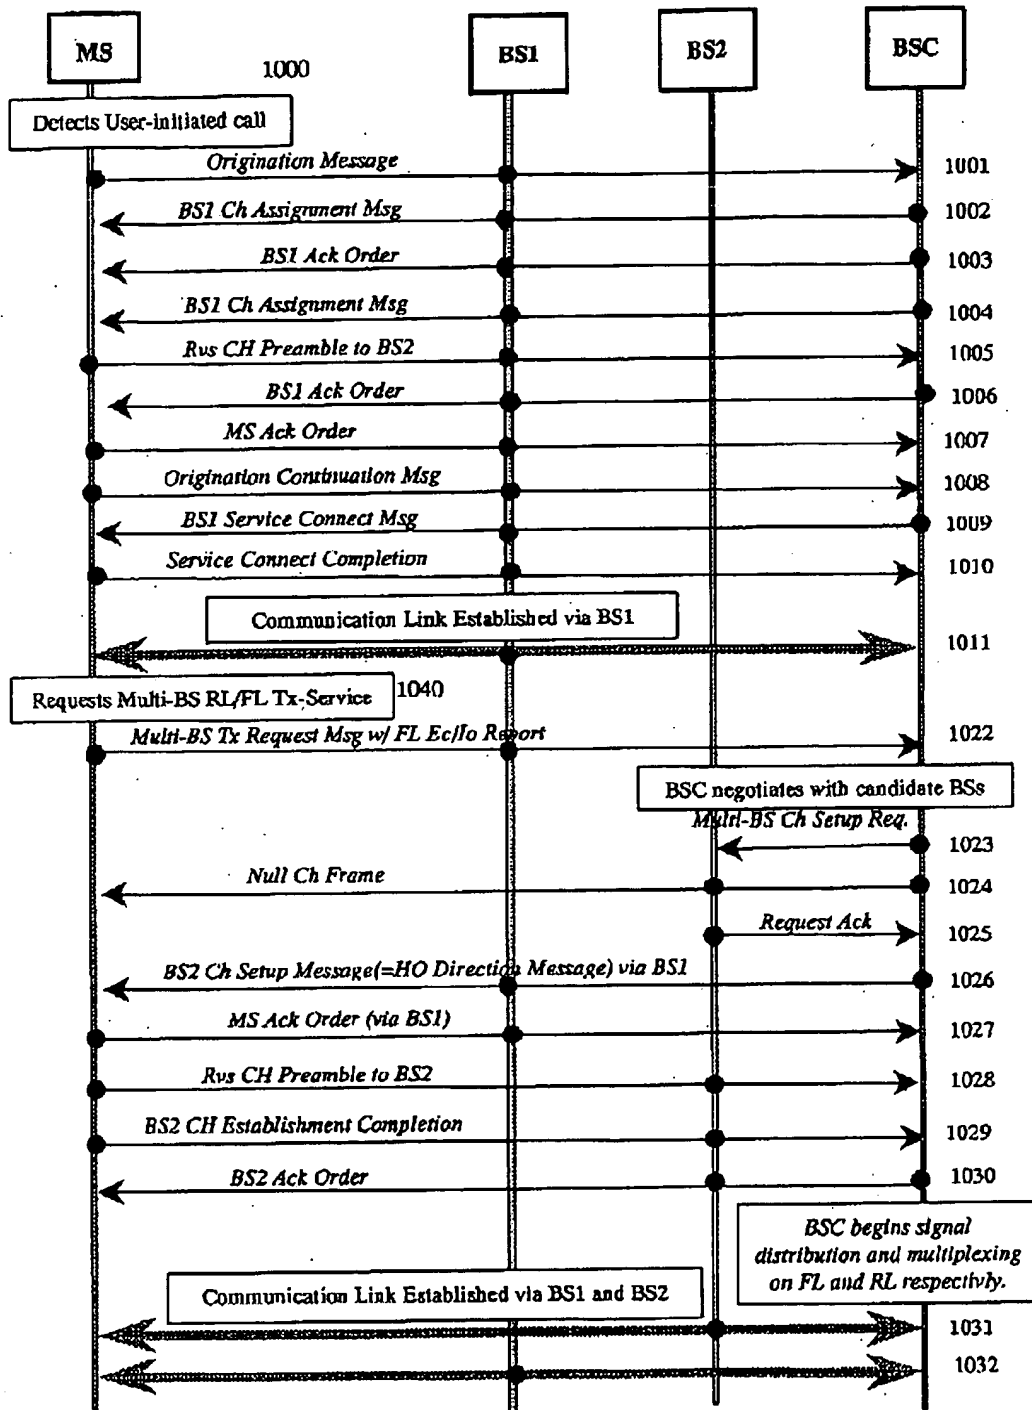 MS
BS1
BS2
BSC
1000
Detects User-initiated call
Origination Message
1001
BS1 Ch Assignment Msg
1002
BS1 Ack Order
1003
BS1 Ch Assignment Msg
1004
Rvs CH Preamble to BS2
1005
BS1 Ack Order
1006
MS Ack Order
1007
Origination Continuation Msg
1008
BS1 Service Connect Msg
1009
Service Connect Completion
1010
Communication Link Established via BS1
1011
Requests Multi-BS RL/FL Tx-Service
1040
Multi-BS Tx Request Msg w/ FL Ec/Io Report
1022
BSC negotiates with candidate BSs
Multi-BS Ch Setup Req.
1023
Null Ch Frame
1024
Request Ack
1025
BS2 Ch Setup Message(=HO Direction Message) via BS1
1026
MS Ack Order (via BS1)
1027
Rvs CH Preamble to BS2
1028
BS2 CH Establishment Completion
1029
BS2 Ack Order
1030
BSC begins signal
distribution and multiplexing
on FL and RL respectivly.
Communication Link Established via BS1 and BS2
1031
1032